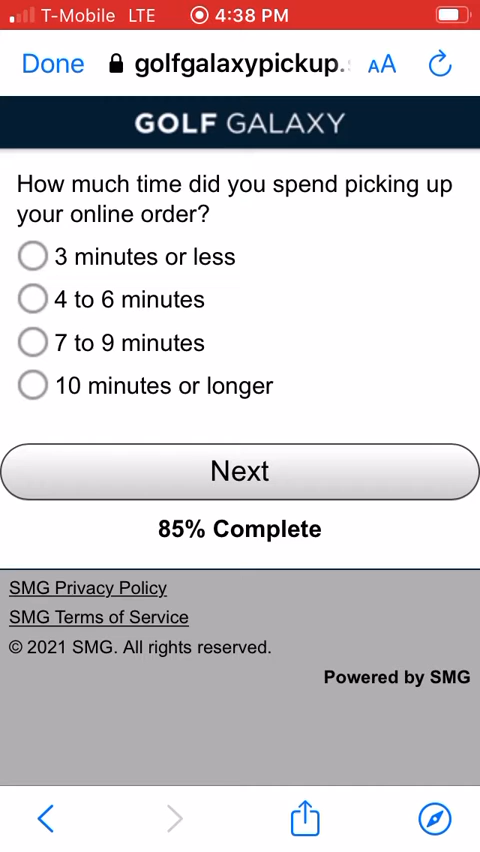 T-Mobile LTE 4:38 PM
Done golfgalaxypickup. AA
GOLF GALAXY
How much time did you spend picking up
your online order?
3 minutes or less
4 to 6 minutes
7 to 9 minutes
10 minutes or longer
Next
85% Complete
SMG Privacy Policy
SMG Terms of Service
© 2021 SMG. All rights reserved.
Powered by SMG